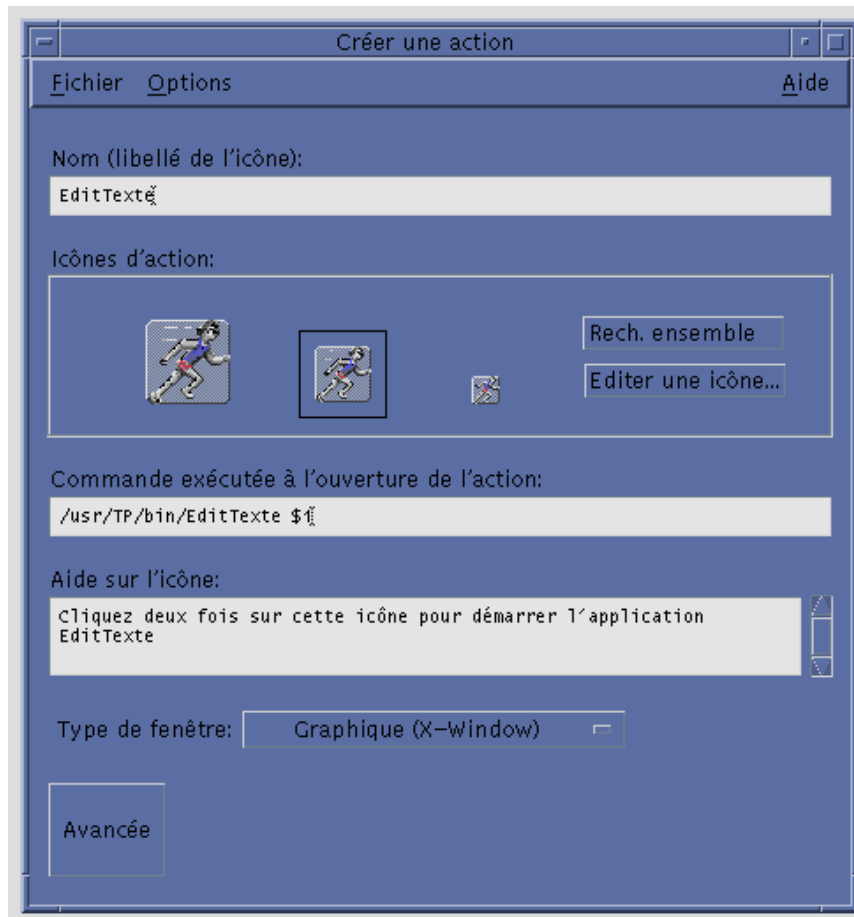 Créer une action
Fichier Options Aide
Nom (libellé de l'icône):
EditTexte
Icônes d'action:
Rech. ensemble
Editer une icône...
Commande exécutée à l'ouverture de l'action:
/usr/TP/bin/EditTexte $1
Aide sur l'icône:
Cliquez deux fois sur cette icône pour démarrer l'application
EditTexte
Type de fenêtre: Graphique (X-Window)
Avancée